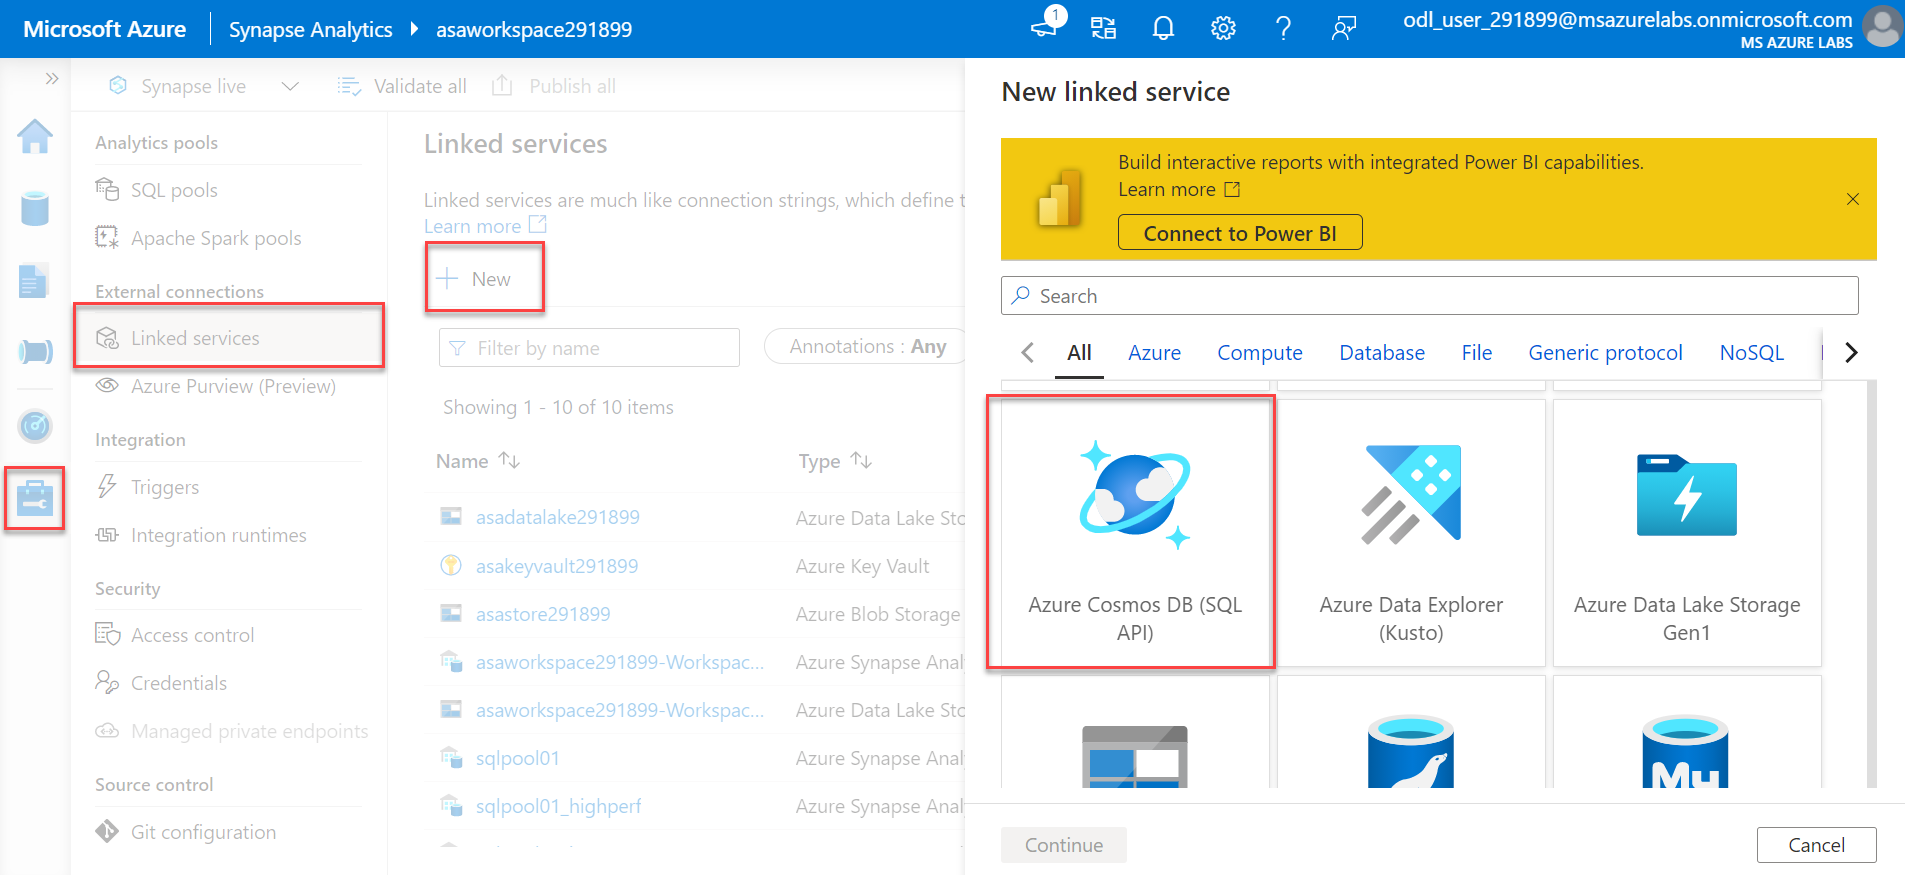 Microsoft Azure
Synapse Analytics
asaworkspace291899
1
odl_user_291899@msazurelabs.onmicrosoft.com
MS AZURE LABS
Synapse live
Validate all
Publish all
Analytics pools
SQL pools
Apache Spark pools
External connections
Linked services
Azure Purview (Preview)
Integration
Triggers
Integration runtimes
Security
Access control
Credentials
Managed private endpoints
Source control
Git configuration
Linked services
Linked services are much like connection strings, which define
Learn more
New
Filter by name
Annotations : Any
Showing 1 - 10 of 10 items
Name
Type
asadatalake291899
Azure Data Lake Sto
asakeyvault291899
Azure Key Vault
asastore291899
Azure Blob Storage
asaworkspace291899-Workspac...
Azure Synapse Anal
asaworkspace291899-Workspac...
Azure Data Lake Sto
sqlpool01
Azure Synapse Anal
sqlpool01_highperf
Azure Synapse Anal
New linked service
Build interactive reports with integrated Power BI capabilities.
Learn more
Connect to Power BI
Search
All
Azure
Compute
Database
File
Generic protocol
NoSQL
Azure Cosmos DB (SQL
API)
Azure Data Explorer
(Kusto)
Azure Data Lake Storage
Gen1
My
Continue
Cancel